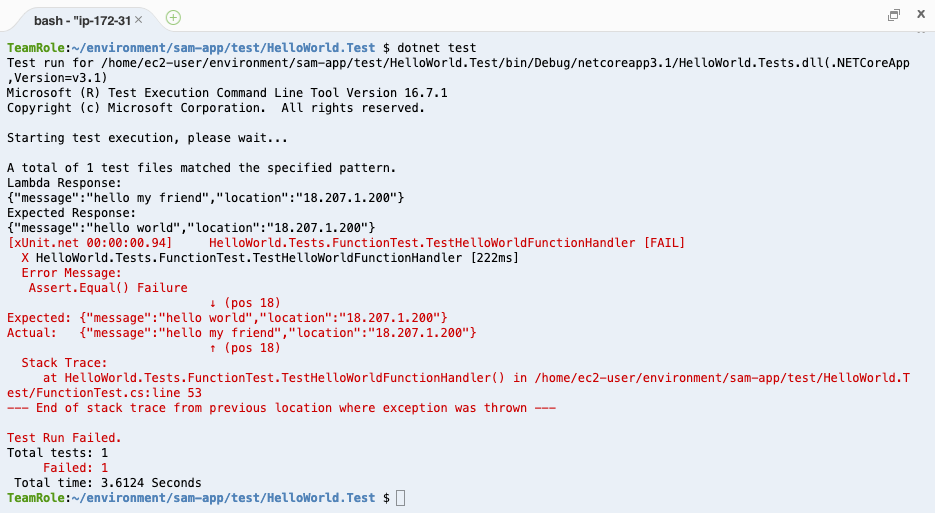 bash - "ip-172-31
TeamRole:~/environment/sam-app/test/HelloWorld.Test $ dotnet test
Test run for /home/ec2-user/environment/sam-app/test/HelloWorld.Test/bin/Debug/netcoreapp3.1/HelloWorld.Tests.dll(.NETCoreApp
,Version=v3.1)
Microsoft (R) Test Execution Command Line Tool Version 16.7.1
Copyright (c) Microsoft Corporation.  All rights reserved.
Starting test execution, please wait...
A total of 1 test files matched the specified pattern.
Lambda Response:
{"message":"hello my friend","location":"18.207.1.200"}
Expected Response:
{"message":"hello world","location":"18.207.1.200"}
[xUnit.net 00:00:00.94]     HelloWorld.Tests.FunctionTest.TestHelloWorldFunctionHandler [FAIL]
  X HelloWorld.Tests.FunctionTest.TestHelloWorldFunctionHandler [222ms]
  Error Message:
   Assert.Equal() Failure
                            ↓ (pos 18)
Expected: {"message":"hello world","location":"18.207.1.200"}
Actual:   {"message":"hello my friend","location":"18.207.1.200"}
                            ↑ (pos 18)
  Stack Trace:
     at HelloWorld.Tests.FunctionTest.TestHelloWorldFunctionHandler() in /home/ec2-user/environment/sam-app/test/HelloWorld.T
est/FunctionTest.cs:line 53
--- End of stack trace from previous location where exception was thrown ---
Test Run Failed.
Total tests: 1
     Failed: 1
 Total time: 3.6124 Seconds
TeamRole:~/environment/sam-app/test/HelloWorld.Test $